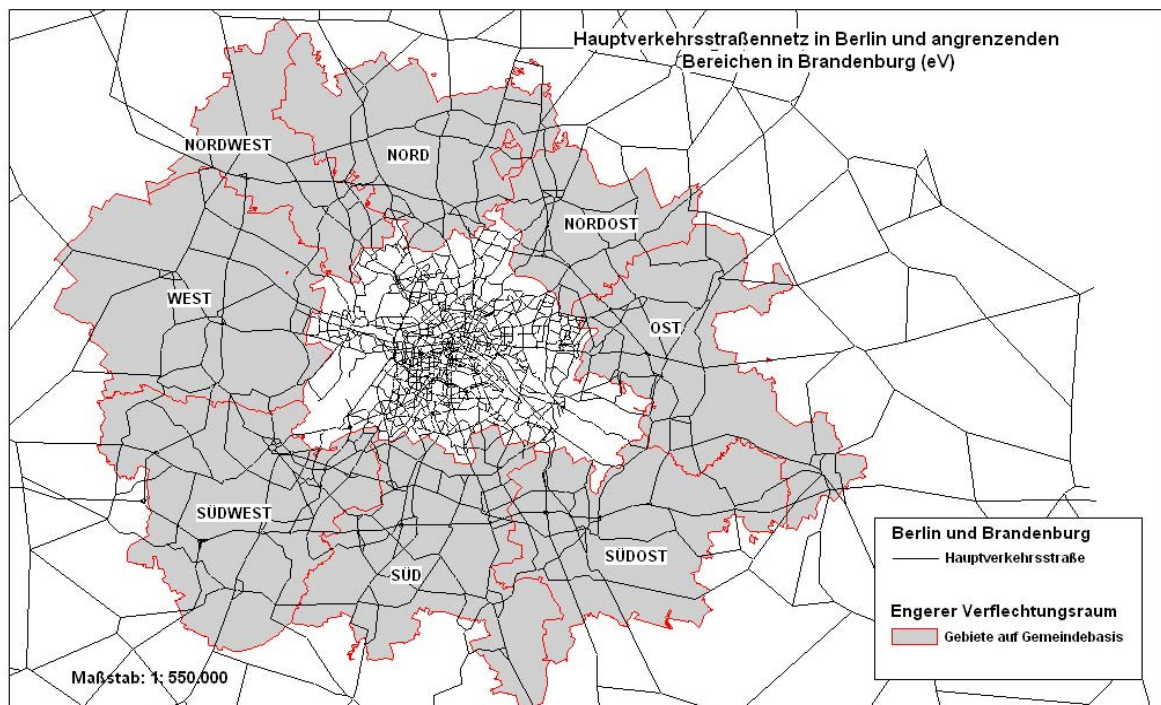 Hauptverkehrsstraßennetz in Berlin und angrenzenden
Bereichen in Brandenburg (eV)
NORDWEST
NORD
NORDOST
WEST
OST
SÜDWEST
SÜD
SÜDOST
Berlin und Brandenburg
Hauptverkehrsstraße
Engerer Verflechtungsraum
Gebiete auf Gemeindebasis
Maßstab: 1: 550.000